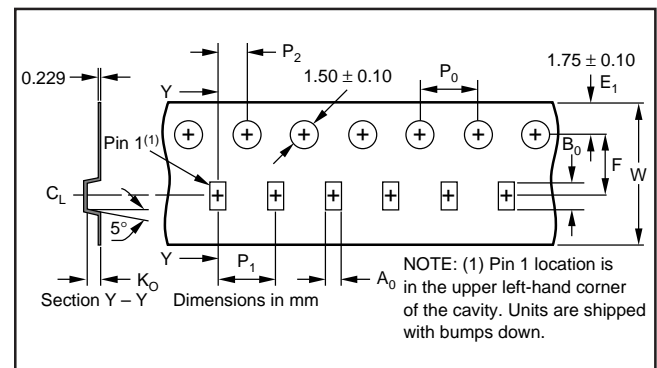 P2
1.75 ± 0.10
0.229
1.50 ± 0.10
P0
E1
Y
Pin 1(1)
B0
F
W
CL
5°
Y
P1
A0
KO
Section Y – Y
Dimensions in mm
NOTE: (1) Pin 1 location is
in the upper left-hand corner
of the cavity. Units are shipped
with bumps down.